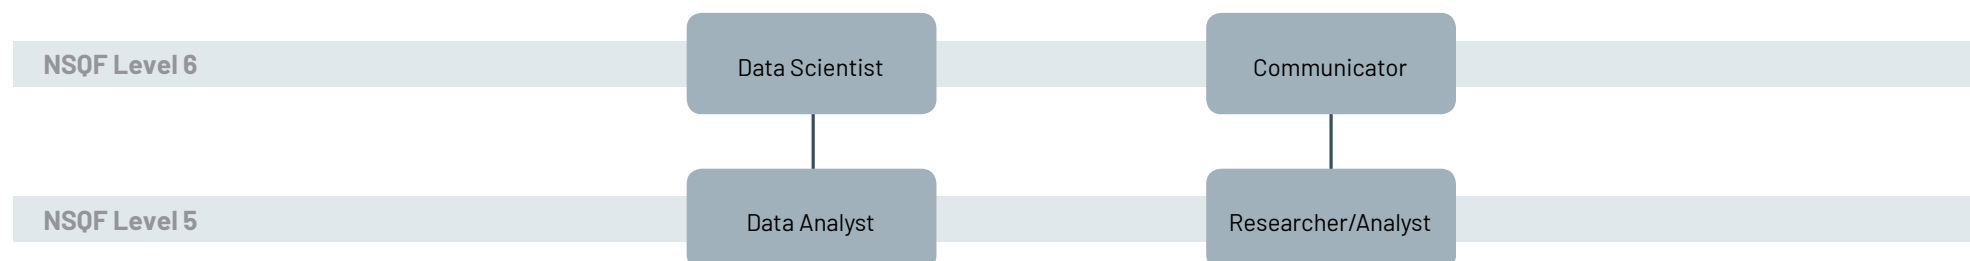 NSQF Level 6
Data Scientist
Communicator
NSQF Level 5
Data Analyst
Researcher/Analyst